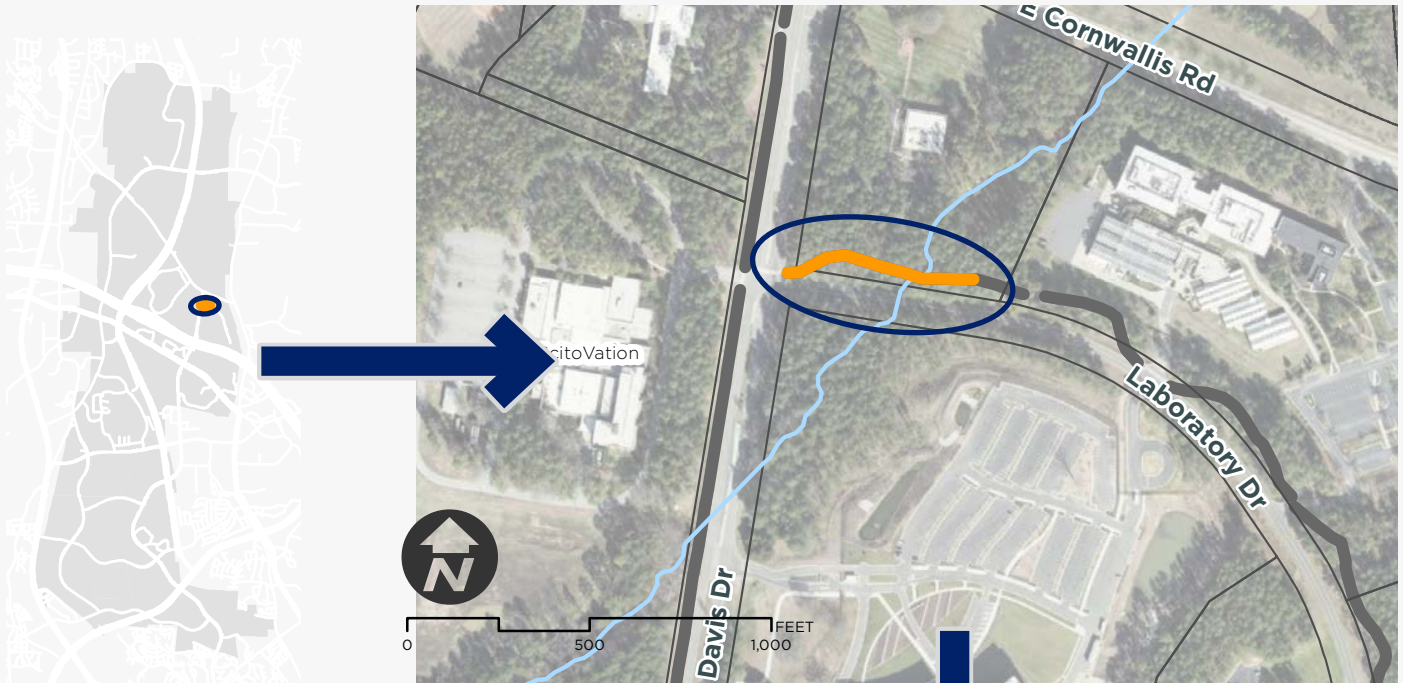 E Cornwallis Rd
citoVation
Laboratory Dr
Davis Dr
N
FEET
0 500 1,000